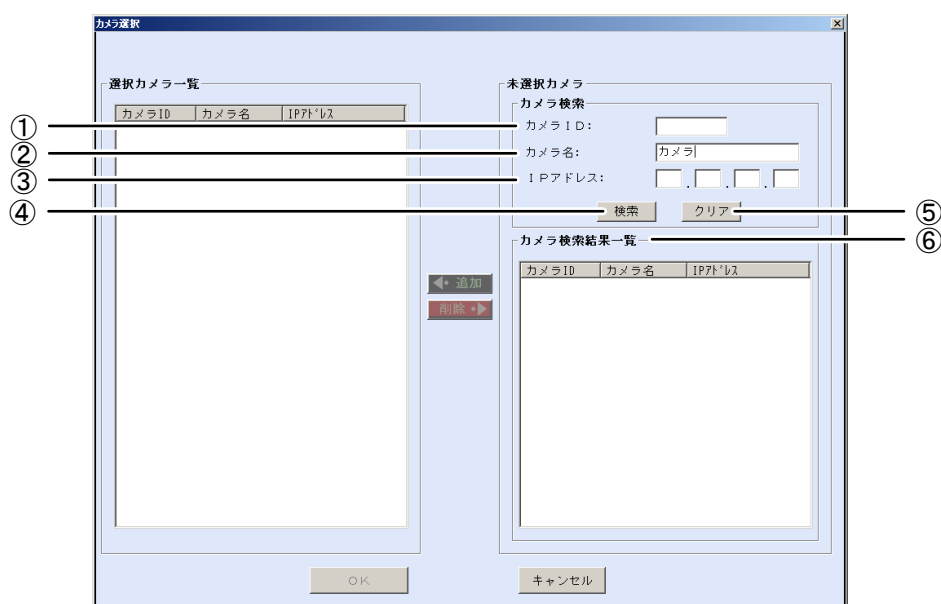 カメラ選択
選択カメラ一覧
カメラID カメラ名 IPｱﾄﾞﾚｽ
未選択カメラ
カメラ検索
① カメラID:
② カメラ名: カメラ
③ IPアドレス: . . .
④ 検索 クリア ⑤
⑥ カメラ検索結果一覧
カメラID カメラ名 IPｱﾄﾞﾚｽ
追加
削除
OK キャンセル